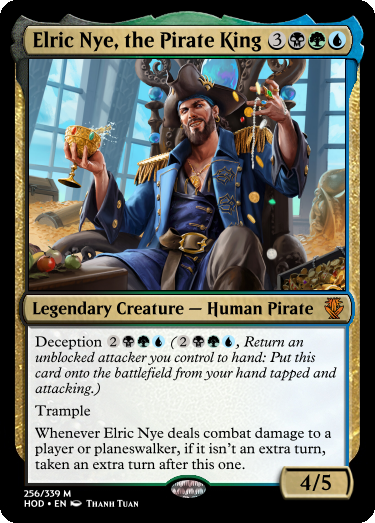 Elric Nye, the Pirate King 3
Legendary Creature — Human Pirate
Deception 2 (2, Return an
unblocked attacker you control to hand: Put this
card onto the battlefield from your hand tapped and
attacking.)
Trample
Whenever Elric Nye deals combat damage to a
player or planeswalker, if it isn't an extra turn,
taken an extra turn after this one.
4/5
256/339 M
HOD • EN Thanh Tuan